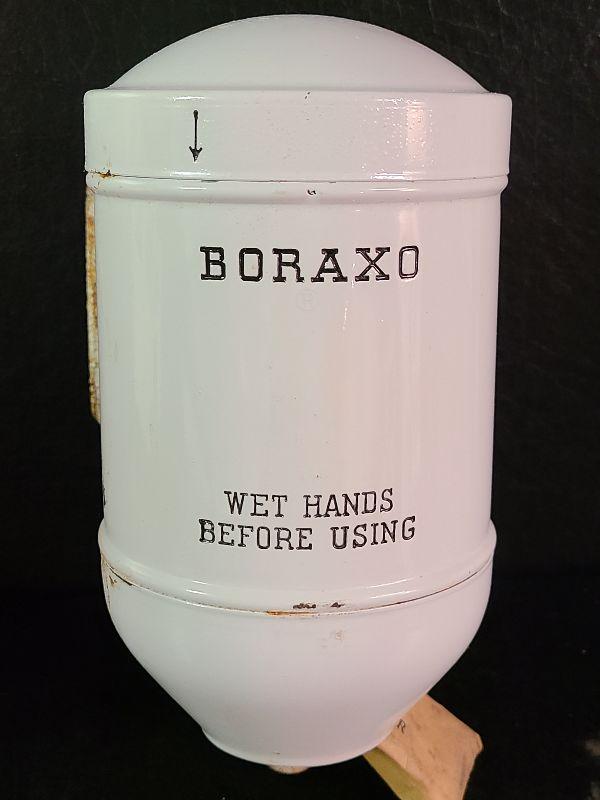 BORAXO
®
WET HANDS
BEFORE USING
R